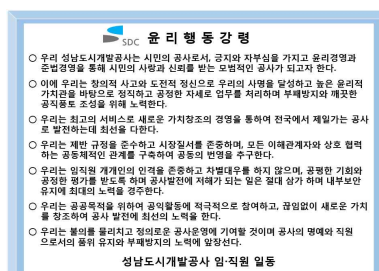 SDC 윤리행동강령
○ 우리 성남도시개발공사는 시민의 공사로서, 긍지와 자부심을 가지고 윤리경영과
준법경영을 통해 시민의 사랑과 신뢰를 받는 모범적인 공사가 되고자 한다.
○ 이에 우리는 창의적 사고와 도전적 정신으로 우리의 사명을 달성하고 높은 윤리적
가치관을 바탕으로 정직하고 공정한 자세로 업무를 처리하며 부패방지와 깨끗한
공직풍토 조성을 위해 노력한다.
○ 우리는 최고의 서비스로 새로운 가치창조의 경영을 통하여 전국에서 제일가는 공사
로 발전하는데 최선을 다한다.
○ 우리는 제반 규정을 준수하고 시장질서를 존중하며, 모든 이해관계자와 상호 협력
하는 공동체적인 관계를 구축하여 공동의 번영을 추구한다.
○ 우리는 임직원 개개인의 인격을 존중하고 차별대우를 하지 않으며, 공평한 기회와
공정한 평가를 받도록 하며 공사발전에 저해가 되는 일은 절대 삼가 하며 내부보안
유지에 최대의 노력을 경주한다.
○ 우리는 공공목적을 위하여 공익활동에 적극적으로 참여하고, 끊임없이 새로운 가치
를 창조하여 공사 발전에 최선의 노력을 한다.
○ 우리는 불의를 물리치고 정의로운 공사운영에 기여할 것이며 공사의 명예와 직원
으로서의 품위 유지와 부패방지의 노력에 앞장선다.
성남도시개발공사 임·직원 일동